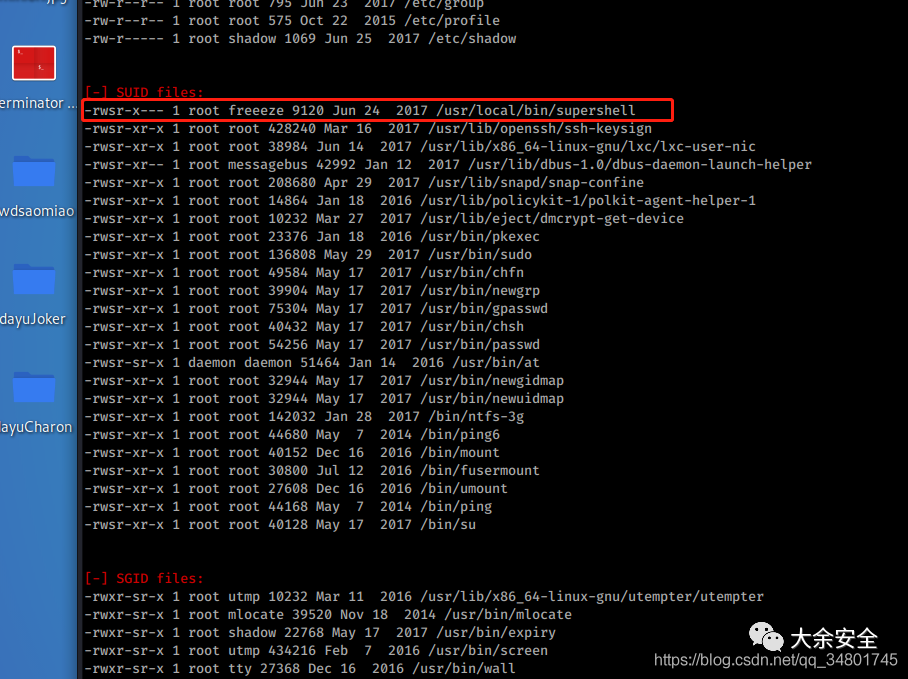 -rw-r--r-- 1 root root 795 Jun 23  2017 /etc/group
-rw-r--r-- 1 root root 575 Oct 22  2015 /etc/profile
-rw-r----- 1 root shadow 1069 Jun 25  2017 /etc/shadow
[-] SUID files:
-rwsr-x--- 1 root freeeze 9120 Jun 24  2017 /usr/local/bin/supershell
-rwsr-xr-x 1 root root 428240 Mar 16  2017 /usr/lib/openssh/ssh-keysign
-rwsr-xr-x 1 root root 38984 Jun 14  2017 /usr/lib/x86_64-linux-gnu/lxc/lxc-user-nic
-rwsr-xr-- 1 root messagebus 42992 Jan 12  2017 /usr/lib/dbus-1.0/dbus-daemon-launch-helper
-rwsr-xr-x 1 root root 208680 Apr 29  2017 /usr/lib/snapd/snap-confine
-rwsr-xr-x 1 root root 14864 Jan 18  2016 /usr/lib/policykit-1/polkit-agent-helper-1
-rwsr-xr-x 1 root root 10232 Mar 27  2017 /usr/lib/eject/dmcrypt-get-device
-rwsr-xr-x 1 root root 23376 Jan 18  2016 /usr/bin/pkexec
-rwsr-xr-x 1 root root 136808 May 29  2017 /usr/bin/sudo
-rwsr-xr-x 1 root root 49584 May 17  2017 /usr/bin/chfn
-rwsr-xr-x 1 root root 39904 May 17  2017 /usr/bin/newgrp
-rwsr-xr-x 1 root root 75304 May 17  2017 /usr/bin/gpasswd
-rwsr-xr-x 1 root root 40432 May 17  2017 /usr/bin/chsh
-rwsr-xr-x 1 root root 54256 May 17  2017 /usr/bin/passwd
-rwsr-sr-x 1 daemon daemon 51464 Jan 14  2016 /usr/bin/at
-rwsr-xr-x 1 root root 32944 May 17  2017 /usr/bin/newgidmap
-rwsr-xr-x 1 root root 32944 May 17  2017 /usr/bin/newuidmap
-rwsr-xr-x 1 root root 142032 Jan 28  2017 /bin/ntfs-3g
-rwsr-xr-x 1 root root 44680 May  7  2014 /bin/ping6
-rwsr-xr-x 1 root root 40152 Dec 16  2016 /bin/mount
-rwsr-xr-x 1 root root 30800 Jul 12  2016 /bin/fusermount
-rwsr-xr-x 1 root root 27608 Dec 16  2016 /bin/umount
-rwsr-xr-x 1 root root 44168 May  7  2014 /bin/ping
-rwsr-xr-x 1 root root 40128 May 17  2017 /bin/su
[-] SGID files:
-rwxr-sr-x 1 root utmp 10232 Mar 11  2016 /usr/lib/x86_64-linux-gnu/utempter/utempter
-rwxr-sr-x 1 root mlocate 39520 Nov 18  2014 /usr/bin/mlocate
-rwxr-sr-x 1 root shadow 22768 May 17  2017 /usr/bin/expiry
-rwxr-sr-x 1 root utmp 434216 Feb  7  2016 /usr/bin/screen
-rwxr-sr-x 1 root tty 27368 Dec 16  2016 /usr/bin/wall
erminator ...
wdsaomiao
dayuJoker
ayuCharon
大余安全
https://blog.csdn.net/qq_34801745